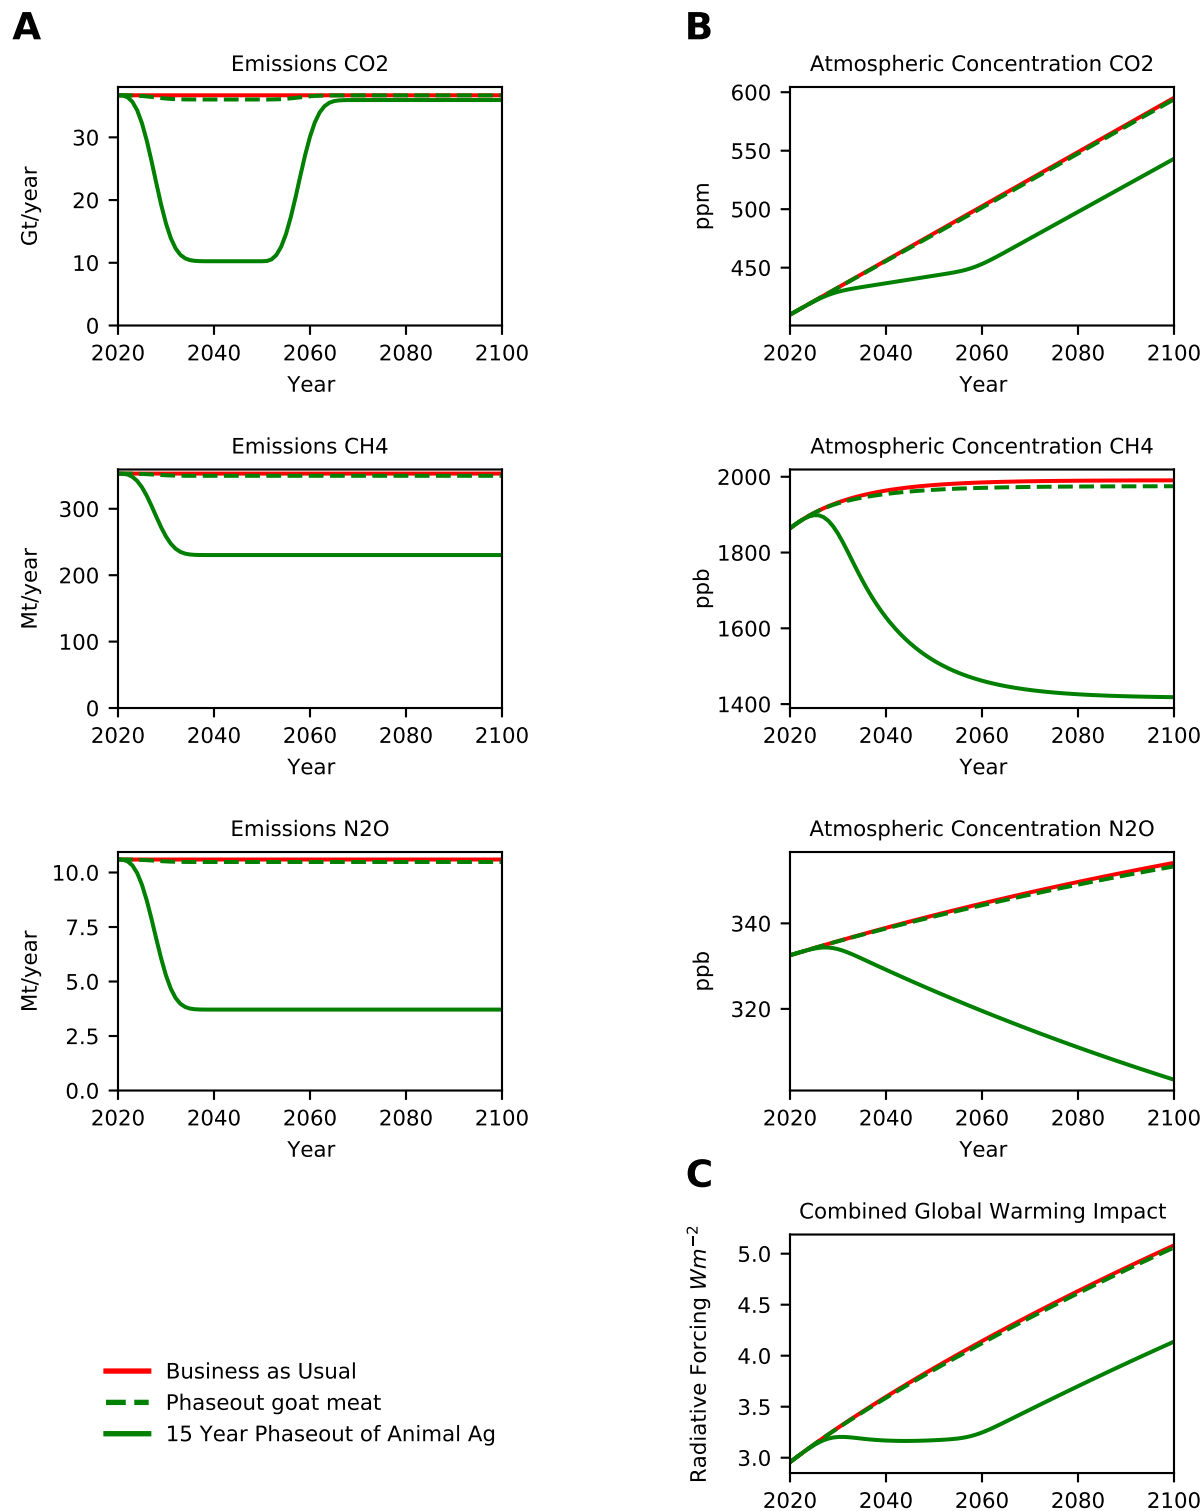 A
B
Emissions CO2
Gt/year
30
20
10
0
2020 2040 2060 2080 2100
Year
Atmospheric Concentration CO2
ppm
600
550
500
450
2020 2040 2060 2080 2100
Year
Emissions CH4
Mt/year
300
200
100
0
2020 2040 2060 2080 2100
Year
Atmospheric Concentration CH4
ppb
2000
1800
1600
1400
2020 2040 2060 2080 2100
Year
Emissions N2O
Mt/year
10.0
7.5
5.0
2.5
0.0
2020 2040 2060 2080 2100
Year
Atmospheric Concentration N2O
ppb
340
320
2020 2040 2060 2080 2100
Year
C
Combined Global Warming Impact
Radiative Forcing Wm⁻²
5.0
4.5
4.0
3.5
3.0
2020 2040 2060 2080 2100
Business as Usual
Phaseout goat meat
15 Year Phaseout of Animal Ag